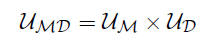 𝒰_{ℳ𝒟} = 𝒰_ℳ × 𝒰_𝒟